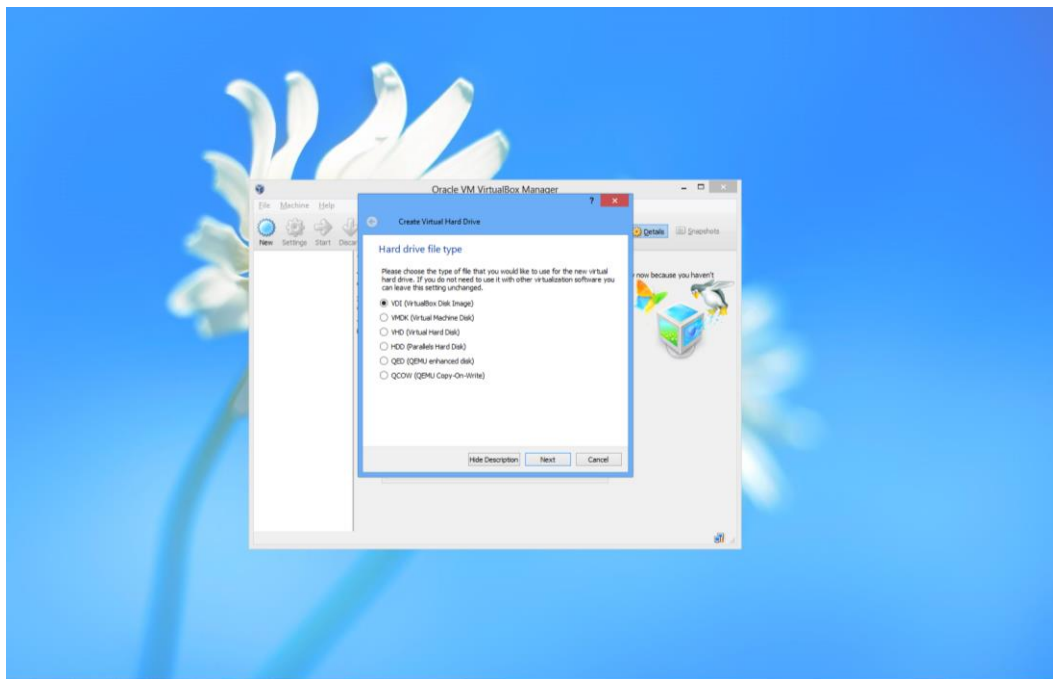 Oracle VM VirtualBox Manager
File Machine Help
?
Create Virtual Hard Drive
New Settings Start
Details Snapshots
Hard drive file type
Please choose the type of file that you would like to use for the new virtual
hard drive. If you do not need to use it with other virtualization software you
can leave this setting unchanged.
now because you haven't
VDI (VirtualBox Disk Image)
VMDK (Virtual Machine Disk)
VHD (Virtual Hard Disk)
HDD (Parallels Hard Disk)
QED (QEMU enhanced disk)
QCOW (QEMU Copy-On-Write)
Hide Description Next Cancel